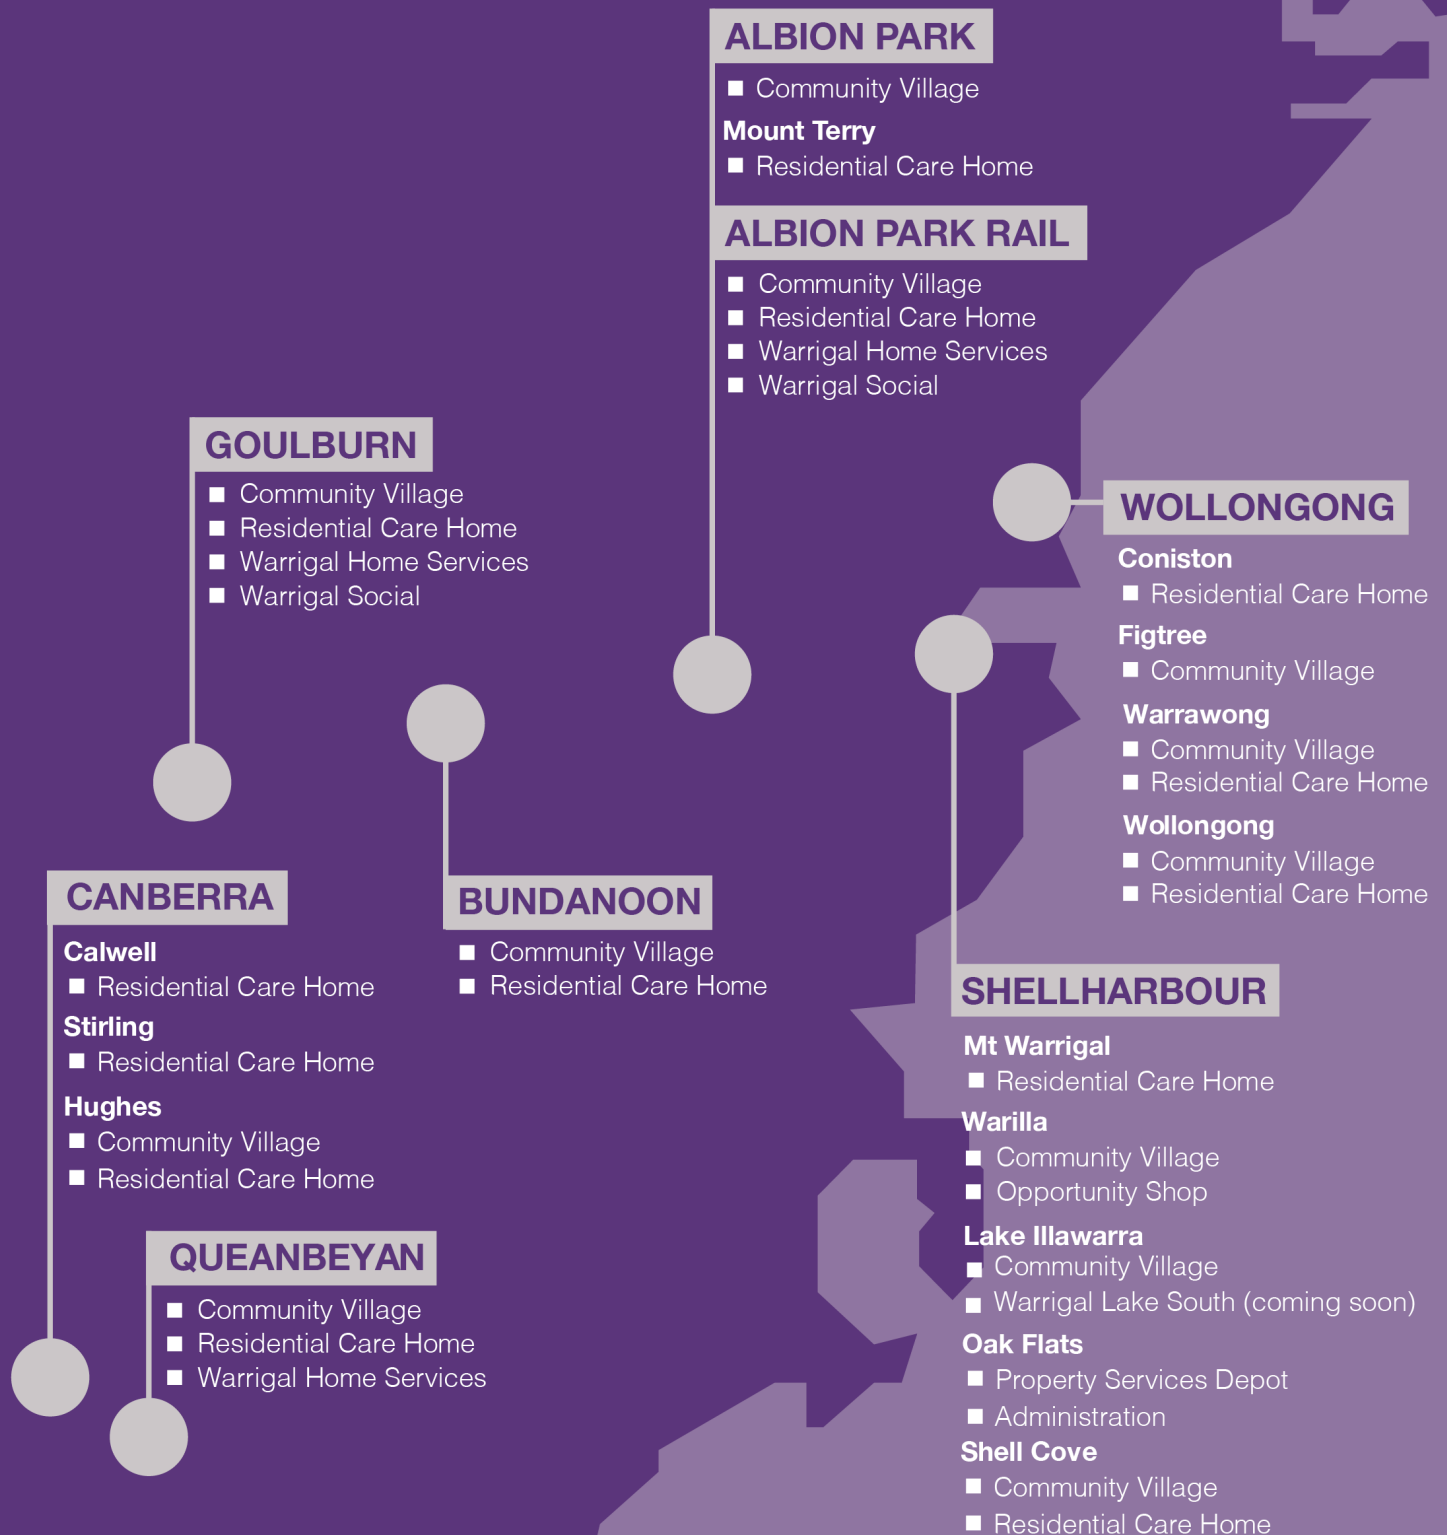 ALBION PARK
Community Village
Mount Terry
Residential Care Home
ALBION PARK RAIL
Community Village
Residential Care Home
Warrigal Home Services
Warrigal Social
GOULBURN
Community Village
Residential Care Home
Warrigal Home Services
Warrigal Social
WOLLONGONG
Coniston
Residential Care Home
Figtree
Community Village
Warrawong
Community Village
Residential Care Home
Wollongong
Community Village
Residential Care Home
CANBERRA
Calwell
Residential Care Home
Stirling
Residential Care Home
Hughes
Community Village
Residential Care Home
BUNDANOON
Community Village
Residential Care Home
SHELLHARBOUR
Mt Warrigal
Residential Care Home
Warilla
Community Village
Opportunity Shop
Lake Illawarra
Community Village
Warrigal Lake South (coming soon)
Oak Flats
Property Services Depot
Administration
Shell Cove
Community Village
Residential Care Home
QUEANBEYAN
Community Village
Residential Care Home
Warrigal Home Services